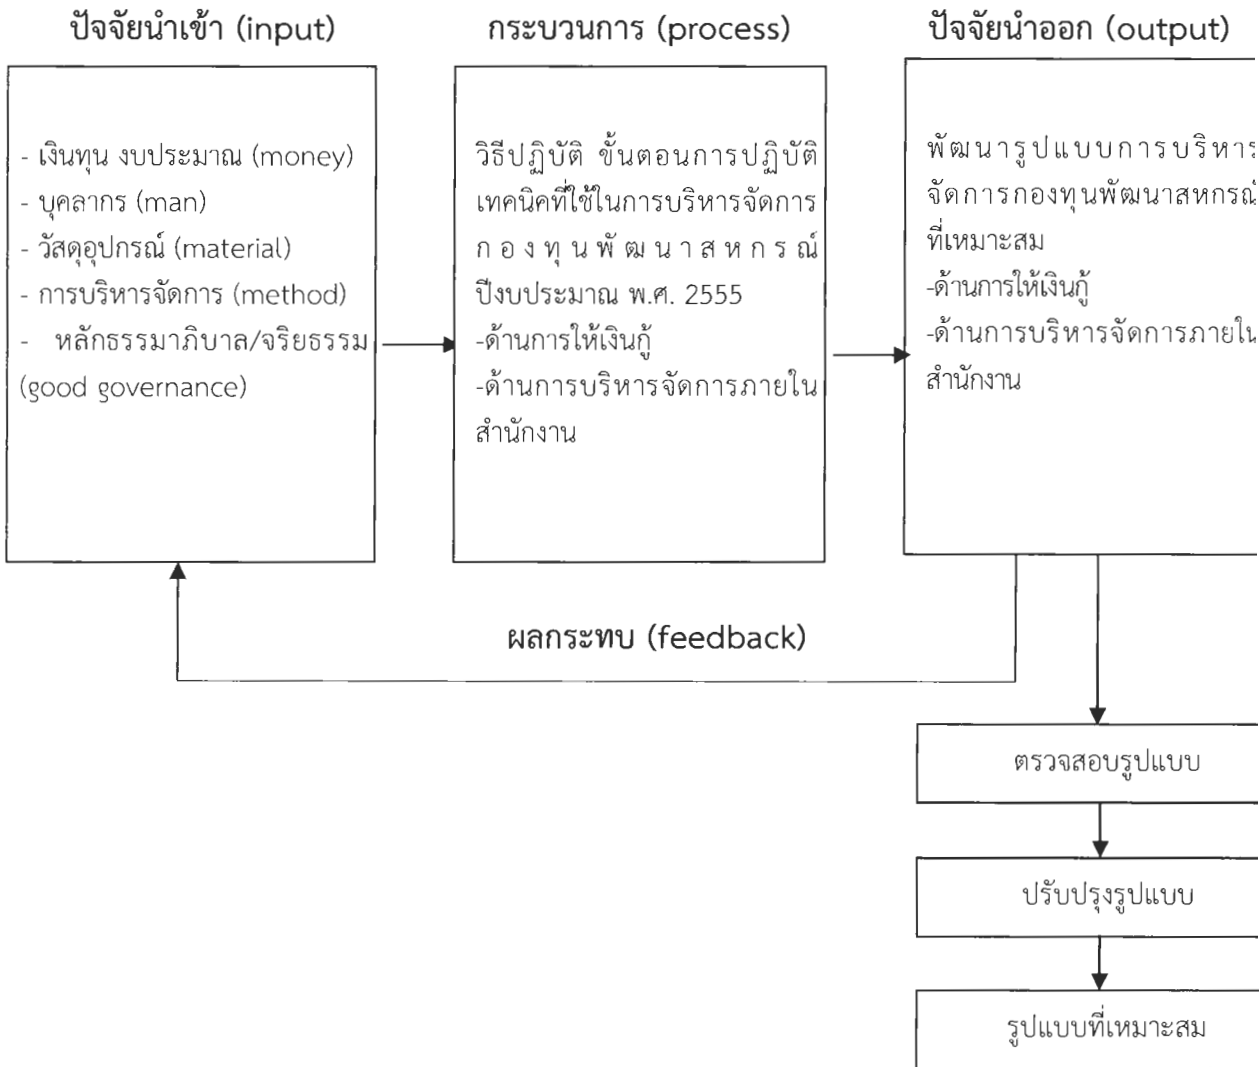 ปัจจัยนำเข้า (input)
- เงินทุน งบประมาณ (money)
- บุคลากร (man)
- วัสดุอุปกรณ์ (material)
- การบริหารจัดการ (method)
- หลักธรรมาภิบาล/จริยธรรม
(good governance)
กระบวนการ (process)
วิธีปฏิบัติ ขั้นตอนการปฏิบัติ
เทคนิคที่ใช้ในการบริหารจัดการ
กองทุนพัฒนาสหกรณ์
ปีงบประมาณ พ.ศ. 2555
-ด้านการให้เงินกู้
-ด้านการบริหารจัดการภายใน
สำนักงาน
ปัจจัยนำออก (output)
พัฒนารูปแบบการบริหาร
จัดการกองทุนพัฒนาสหกรณ์
ที่เหมาะสม
-ด้านการให้เงินกู้
-ด้านการบริหารจัดการภายใน
สำนักงาน
ผลกระทบ (feedback)
ตรวจสอบรูปแบบ
ปรับปรุงรูปแบบ
รูปแบบที่เหมาะสม